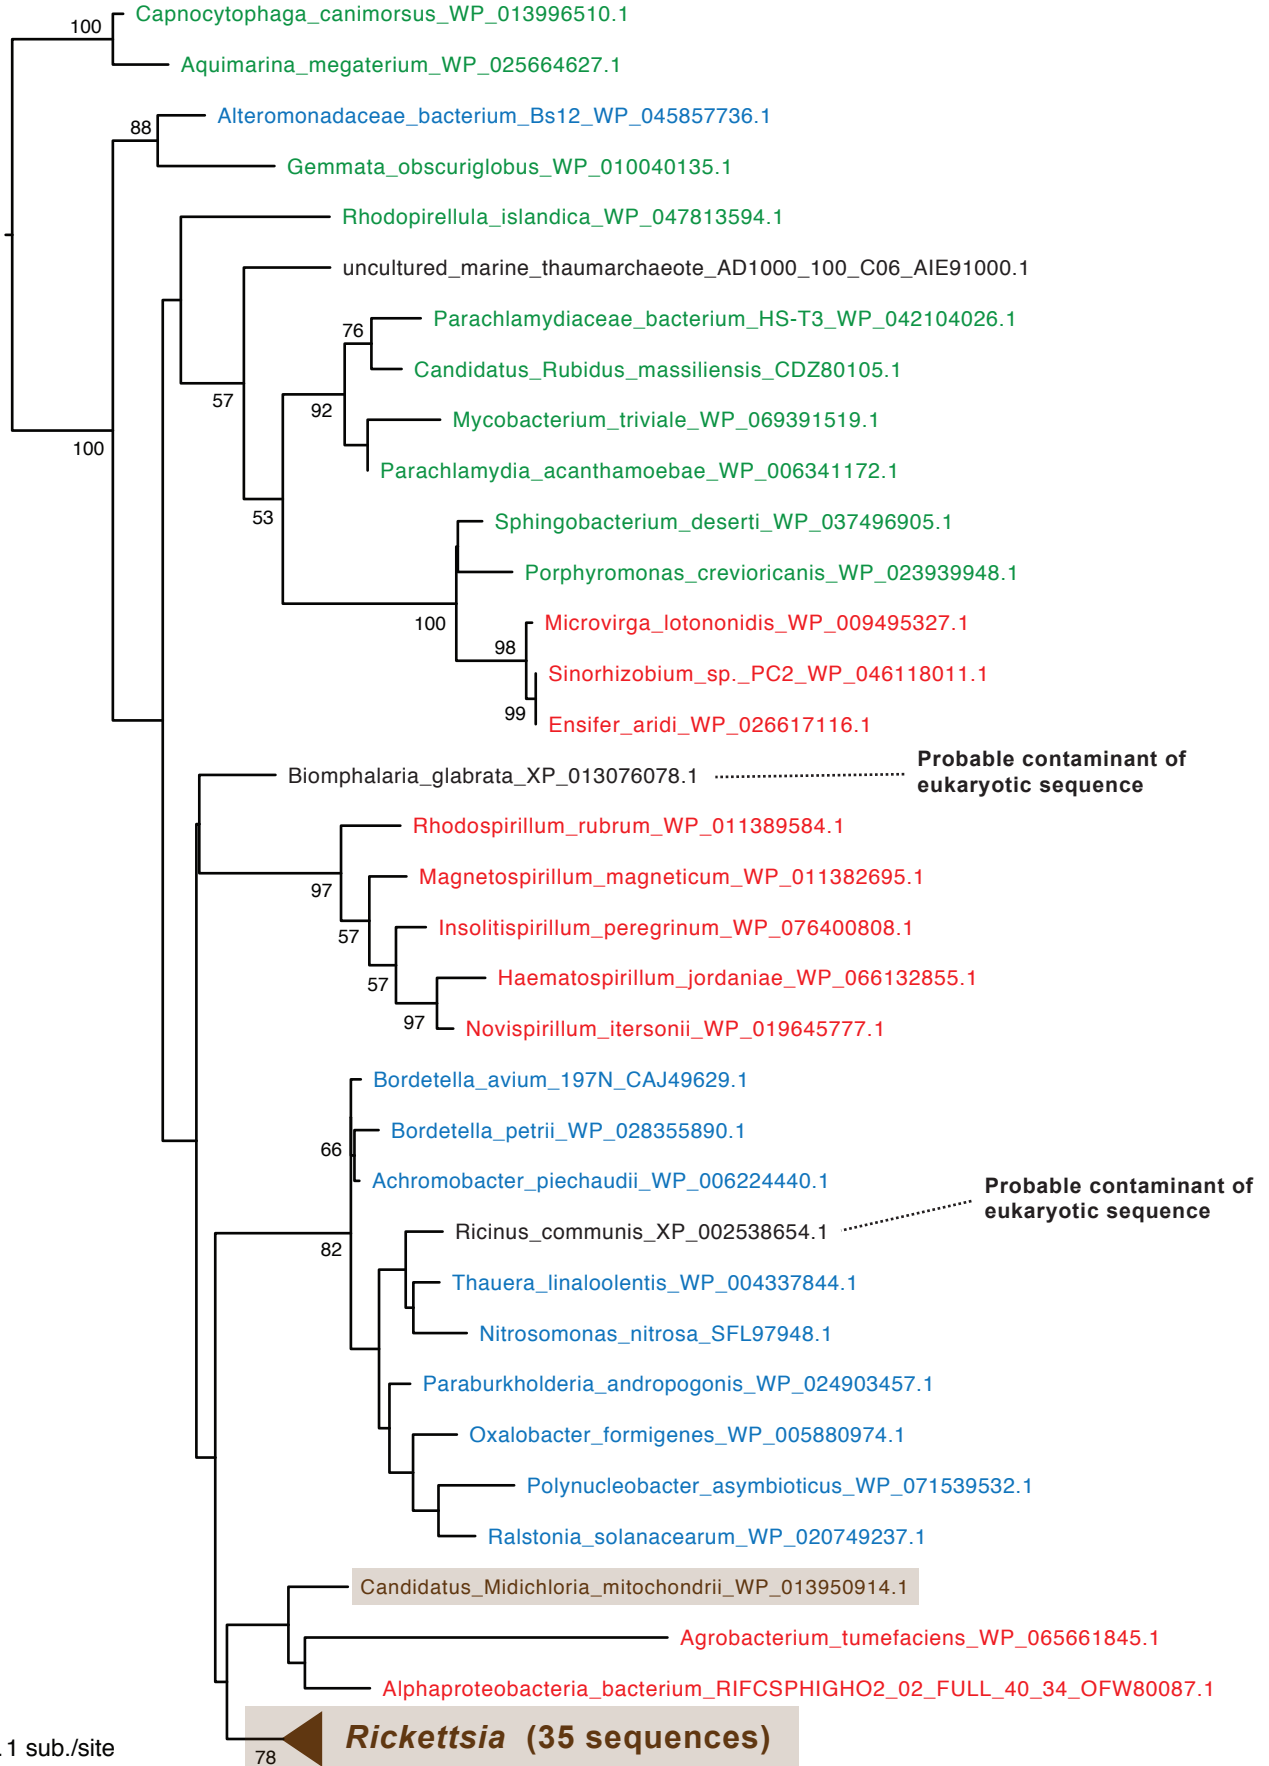 Capnocytophaga_canimorsus_WP_013996510.1
100
Aquimarina_megaterium_WP_025664627.1
Alteromonadaceae_bacterium_Bs12_WP_045857736.1
88
Gemmata_obscuriglobus_WP_010040135.1
Rhodopirellula_islandica_WP_047813594.1
uncultured_marine_thaumarchaeote_AD1000_100_C06_AIE91000.1
Parachlamydiaceae_bacterium_HS-T3_WP_042104026.1
76
Candidatus_Rubidus_massiliensis_CDZ80105.1
57
92
Mycobacterium_triviale_WP_069391519.1
100
Parachlamydia_acanthamoebae_WP_006341172.1
53
Sphingobacterium_deserti_WP_037496905.1
Porphyromonas_crevioricanis_WP_023939948.1
100
Microvirga_lotononidis_WP_009495327.1
98
Sinorhizobium_sp._PC2_WP_046118011.1
99
Ensifer_aridi_WP_026617116.1
Biomphalaria_glabrata_XP_013076078.1
Probable contaminant of
eukaryotic sequence
Rhodospirillum_rubrum_WP_011389584.1
97
Magnetospirillum_magneticum_WP_011382695.1
57
Insolitispirillum_peregrinum_WP_076400808.1
57
Haematospirillum_jordaniae_WP_066132855.1
97
Novispirillum_itersonii_WP_019645777.1
Bordetella_avium_197N_CAJ49629.1
Bordetella_petrii_WP_028355890.1
66
Achromobacter_piechaudii_WP_006224440.1
Probable contaminant of
eukaryotic sequence
Ricinus_communis_XP_002538654.1
82
Thauera_linaloolentis_WP_004337844.1
Nitrosomonas_nitrosa_SFL97948.1
Paraburkholderia_andropogonis_WP_024903457.1
Oxalobacter_formigenes_WP_005880974.1
Polynucleobacter_asymbioticus_WP_071539532.1
Ralstonia_solanacearum_WP_020749237.1
Candidatus_Midichloria_mitochondrii_WP_013950914.1
Agrobacterium_tumefaciens_WP_065661845.1
Alphaproteobacteria_bacterium_RIFCSPHIGHO2_02_FULL_40_34_OFW80087.1
Rickettsia (35 sequences)
78
.1 sub./site